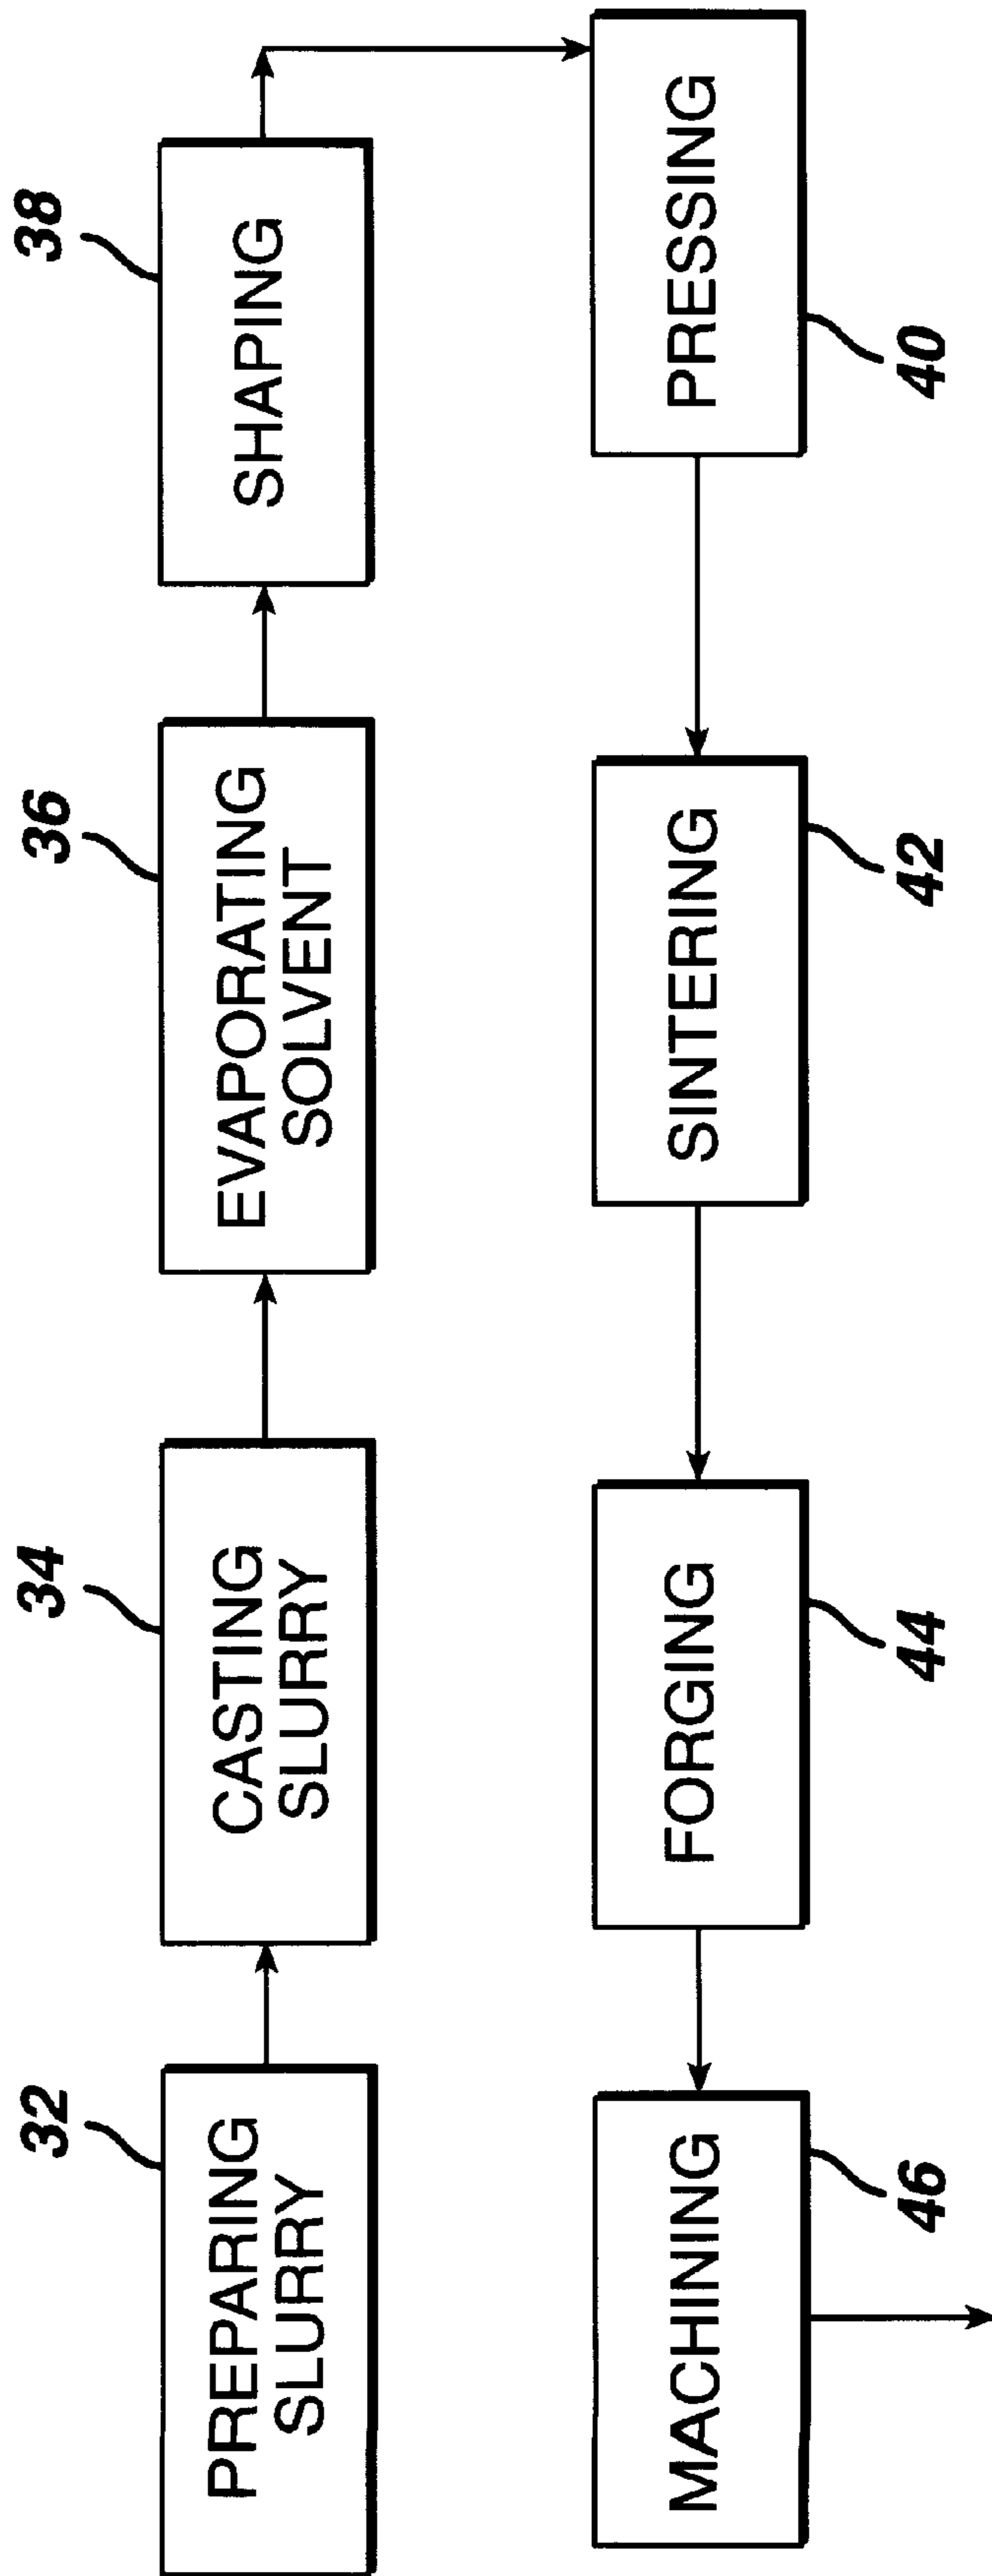 32
PREPARING
SLURRY
34
CASTING
SLURRY
36
EVAPORATING
SOLVENT
38
SHAPING
PRESSING
40
SINTERING
42
FORGING
44
MACHINING
46